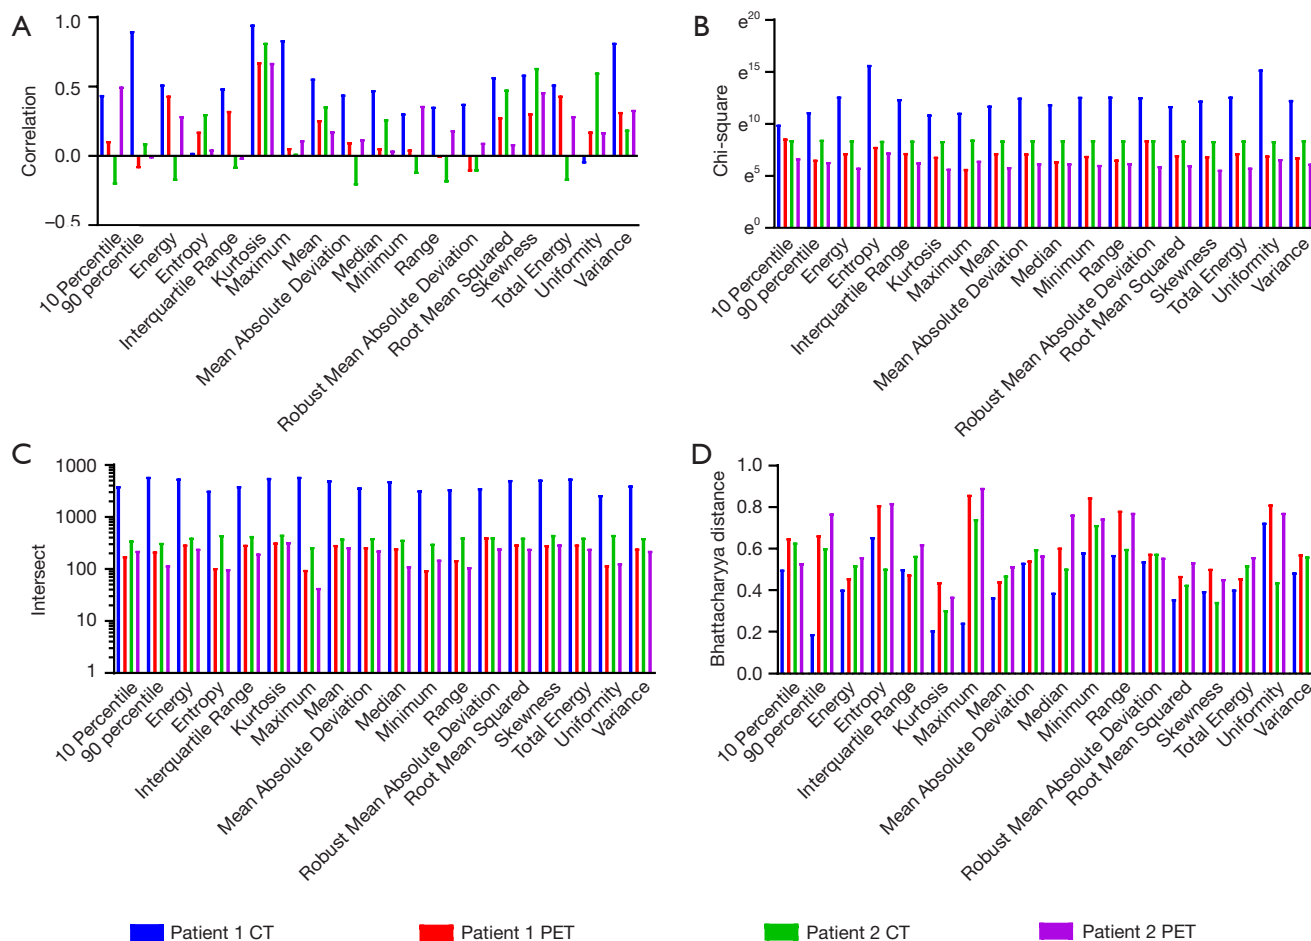 A
1.0
0.5
0.0
−0.5
Correlation
10 Percentile
90 percentile
Energy
Entropy
Interquartile Range
Kurtosis
Maximum
Mean
Mean Absolute Deviation
Median
Minimum
Range
Robust Mean Absolute Deviation
Root Mean Squared
Skewness
Total Energy
Uniformity
Variance
B
e20
e15
e10
e5
e0
Chi-square
10 Percentile
90 percentile
Energy
Entropy
Interquartile Range
Kurtosis
Maximum
Mean
Mean Absolute Deviation
Median
Minimum
Range
Robust Mean Absolute Deviation
Root Mean Squared
Skewness
Total Energy
Uniformity
Variance
C
1000
1000
100
10
1
Intersect
10 Percentile
90 percentile
Energy
Entropy
Interquartile Range
Kurtosis
Maximum
Mean
Mean Absolute Deviation
Median
Minimum
Range
Robust Mean Absolute Deviation
Root Mean Squared
Skewness
Total Energy
Uniformity
Variance
D
1.0
0.8
0.6
0.4
0.2
0.0
Bhattacharyya distance
10 Percentile
90 percentile
Energy
Entropy
Interquartile Range
Kurtosis
Maximum
Mean
Mean Absolute Deviation
Median
Minimum
Range
Robust Mean Absolute Deviation
Root Mean Squared
Skewness
Total Energy
Uniformity
Variance
Patient 1 CT
Patient 1 PET
Patient 2 CT
Patient 2 PET